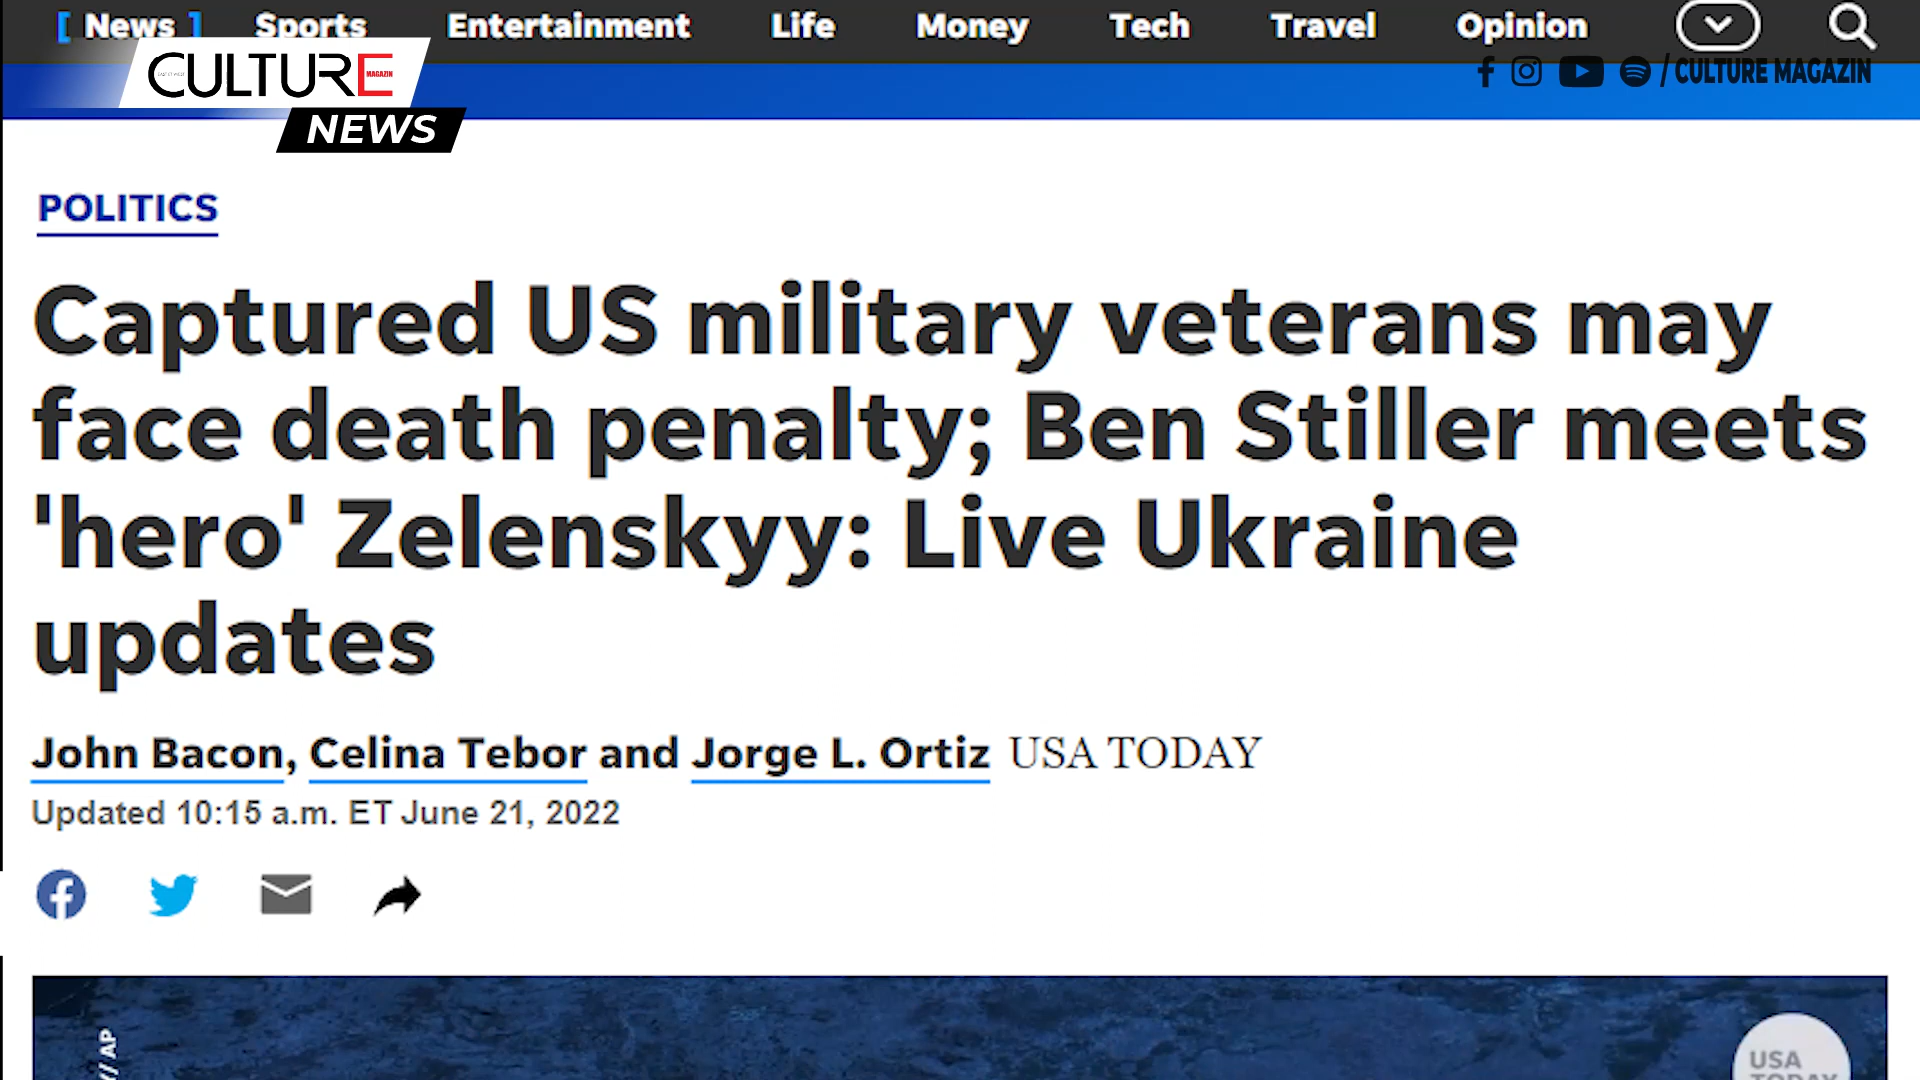 [ News ] Sports Entertainment Life Money Tech Travel Opinion
CULTURE
MAGAZIN
NEWS
/ CULTURE MAGAZIN
POLITICS
Captured US military veterans may
face death penalty; Ben Stiller meets
'hero' Zelenskyy: Live Ukraine
updates
John Bacon, Celina Tebor and Jorge L. Ortiz USA TODAY
Updated 10:15 a.m. ET June 21, 2022
/ AP
USA
TODAY